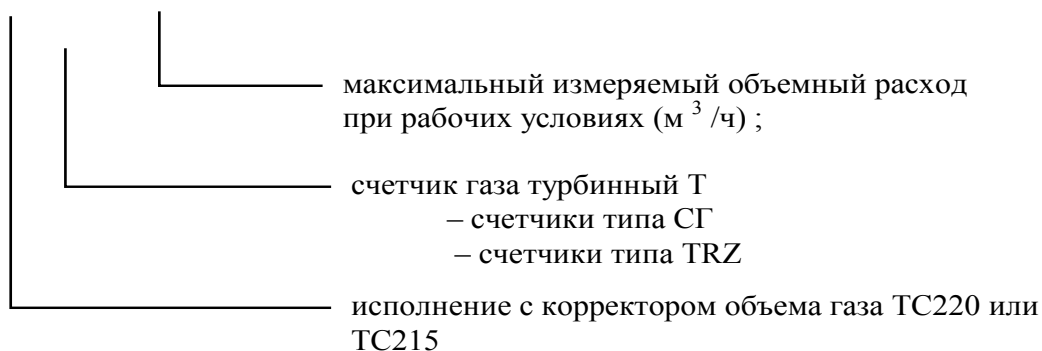 максимальный измеряемый объемный расход
при рабочих условиях (м 3 /ч) ;
счетчик газа турбинный Т
– счетчики типа СГ
– счетчики типа TRZ
исполнение с корректором объема газа ТС220 или
ТС215